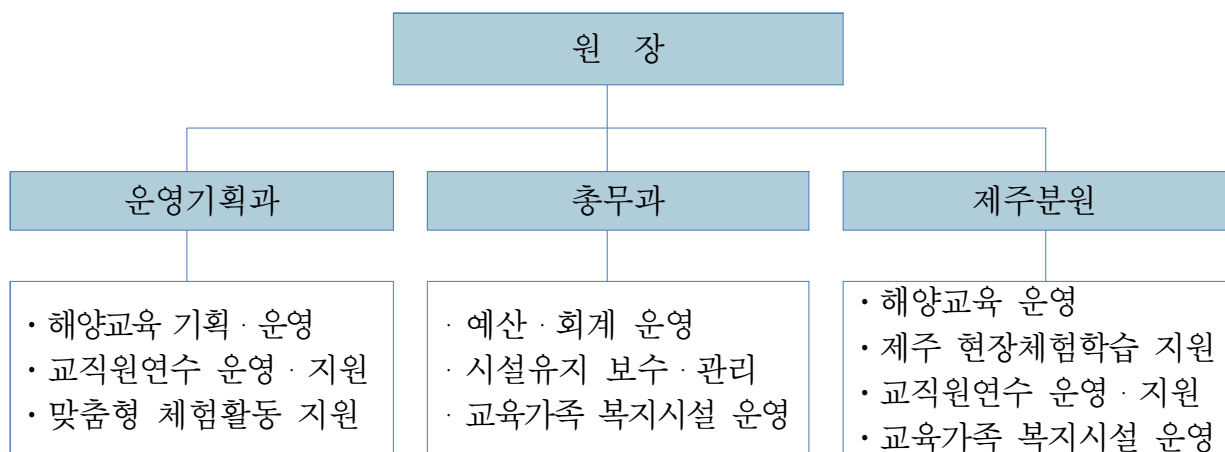 원 장
운영기획과
총무과
제주분원
· 해양교육 기획 · 운영
· 교직원연수 운영 · 지원
· 맞춤형 체험활동 지원
· 예산 · 회계 운영
· 시설유지 보수 · 관리
· 교육가족 복지시설 운영
· 해양교육 운영
· 제주 현장체험학습 지원
· 교직원연수 운영 · 지원
· 교육가족 복지시설 운영